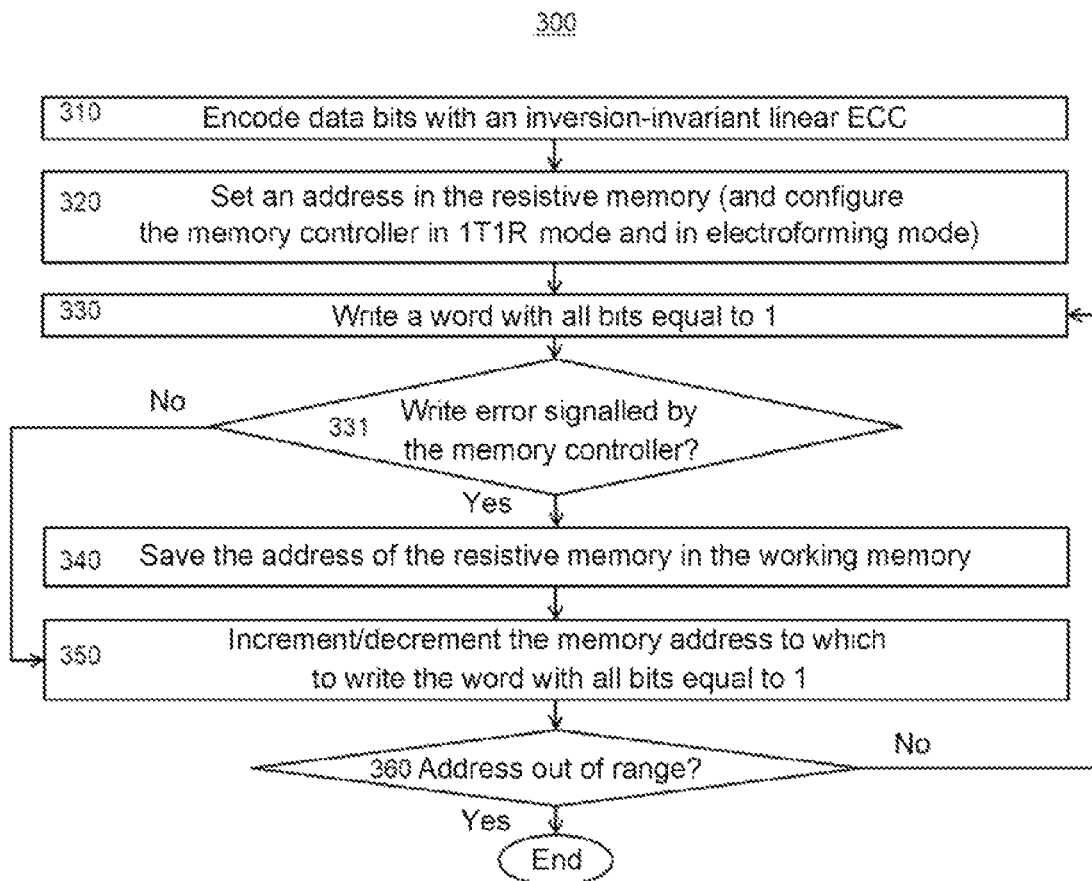 300
310 Encode data bits with an inversion-invariant linear ECC
320 Set an address in the resistive memory (and configure
the memory controller in 1T1R mode and in electroforming mode)
330 Write a word with all bits equal to 1
No
331 Write error signalled by
the memory controller?
Yes
340 Save the address of the resistive memory in the working memory
350 Increment/decrement the memory address to which
to write the word with all bits equal to 1
360 Address out of range?
No
Yes
End